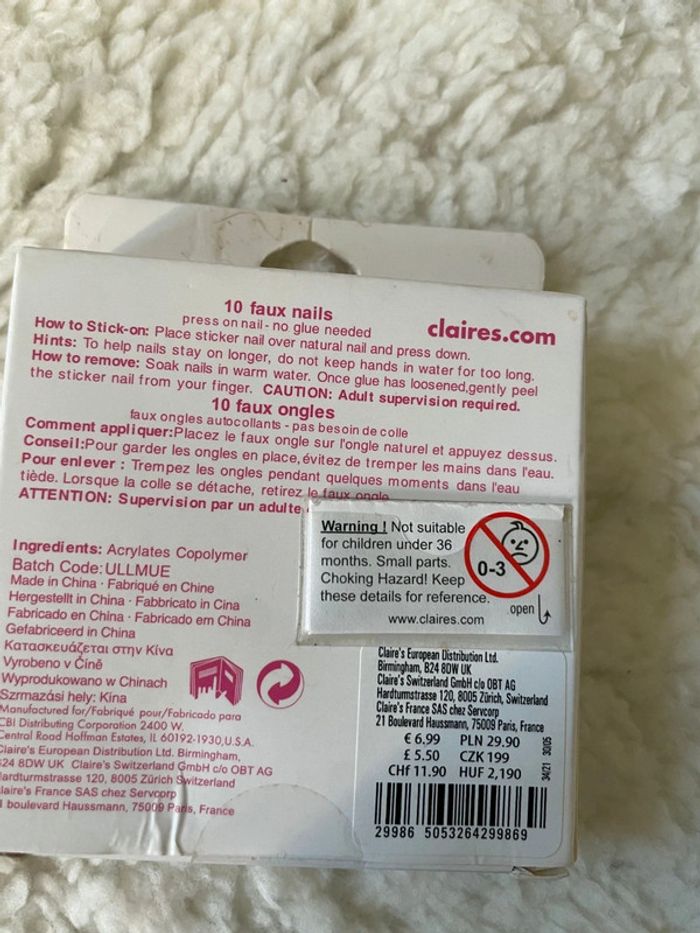 10 faux nails
press on nail - no glue needed
claires.com
How to Stick-on: Place sticker nail over natural nail and press down.
Hints: To help nails stay on longer, do not keep hands in water for too long.
How to remove: Soak nails in warm water. Once glue has loosened,gently peel
the sticker nail from your finger. CAUTION: Adult supervision required.
10 faux ongles
faux ongles autocollants - pas besoin de colle
Comment appliquer:Placez le faux ongle sur l'ongle naturel et appuyez dessus.
Conseil:Pour garder les ongles en place,évitez de tremper les mains dans l'eau.
Pour enlever : Trempez les ongles pendant quelques moments dans l'eau
tiède. Lorsque la colle se détache, retirez le faux ongle
ATTENTION: Supervision par un adulte
Warning ! Not suitable
for children under 36
months. Small parts.
Choking Hazard! Keep
these details for reference.
www.claires.com
0-3
open
Ingredients: Acrylates Copolymer
Batch Code: ULLMUE
Made in China · Fabriqué en Chine
Hergestellt in China · Fabbricato in Cina
Fabricado en China · Fabricado em China
Gefabriceerd in China
Κατασκευάζεται στην Κίνα
Vyrobeno v Číně
Wyprodukowano w Chinach
Szrmazási hely: Kina
Manufactured for/Fabriqué pour/Fabricado para
CBI Distributing Corporation 2400 W.
Central Road Hoffman Estates, IL 60192-1930,U.S.A.
Claire's European Distribution Ltd. Birmingham,
B24 8DW UK Claire's Switzerland GmbH c/o OBT AG
Hardturmstrasse 120, 8005 Zürich Switzerland
Claire's France SAS chez Servcorp
21 boulevard Haussmann, 75009 Paris, France
Claire's European Distribution Ltd.
Birmingham, B24 8DW UK
Claire's Switzerland GmbH c/o OBT AG
Hardturmstrasse 120, 8005 Zürich, Switzerland
Claire's France SAS chez Servcorp
21 Boulevard Haussmann, 75009 Paris, France
€ 6.99 PLN 29.90
£ 5.50 CZK 199
CHF 11.90 HUF 2,190
34/21 30/05
29986 5053264299869